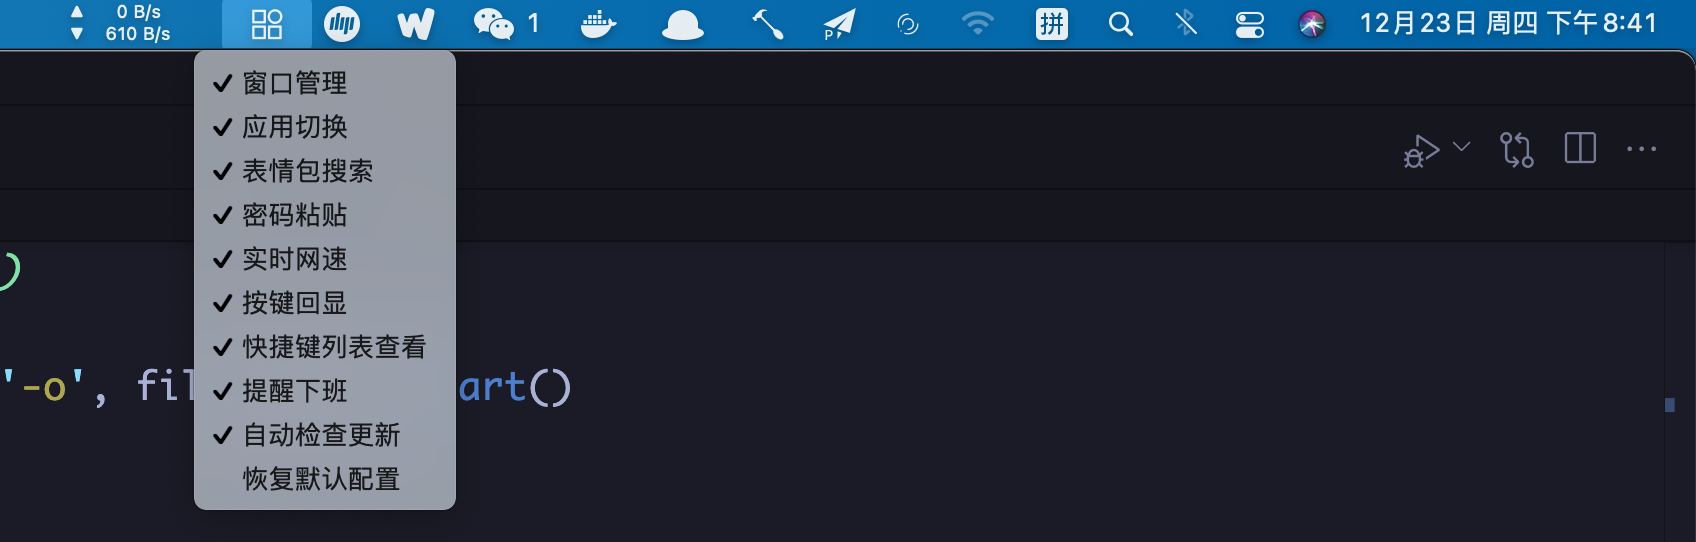 ▲ 0 B/s
▼ 610 B/s
1
P
拼
12月23日 周四 下午8:41
✓ 窗口管理
✓ 应用切换
✓ 表情包搜索
✓ 密码粘贴
✓ 实时网速
✓ 按键回显
✓ 快捷键列表查看
✓ 提醒下班
✓ 自动检查更新
恢复默认配置
)
'-o', fil
art()